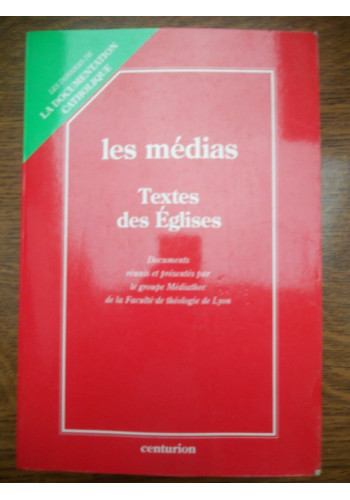 LES DOSSIERS DE
LA DOCUMENTATION
CATHOLIQUE
les médias
Textes
des Églises
Documents
réunis et présentés par
le groupe Médiathec
de la Faculté de théologie de Lyon
centurion